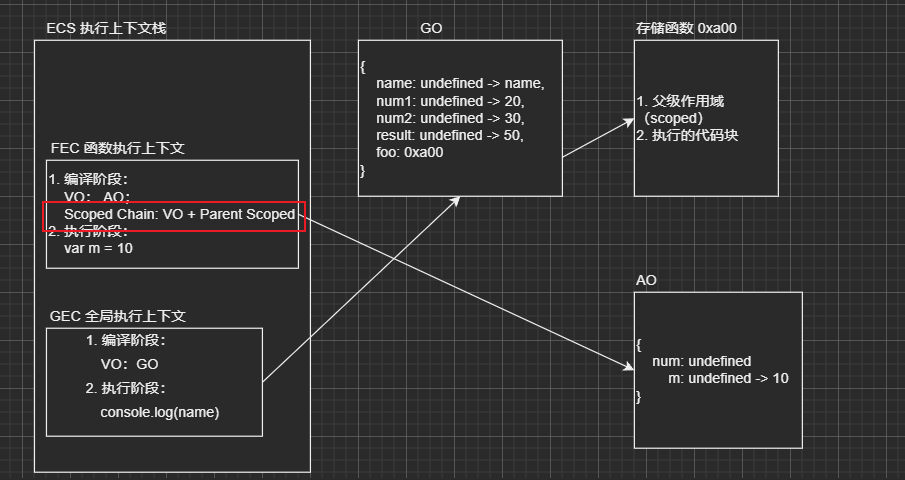 ECS 执行上下文栈
FEC 函数执行上下文
1. 编译阶段：
VO： AO；
Scoped Chain: VO + Parent Scoped
2. 执行阶段：
var m = 10
GEC 全局执行上下文
1. 编译阶段：
VO：GO
2. 执行阶段：
console.log(name)
GO
{
name: undefined -> name,
num1: undefined -> 20,
num2: undefined -> 30,
result: undefined -> 50,
foo: 0xa00
}
存储函数 0xa00
1. 父级作用域
（scoped）
2. 执行的代码块
AO
{
num: undefined
m: undefined -> 10
}